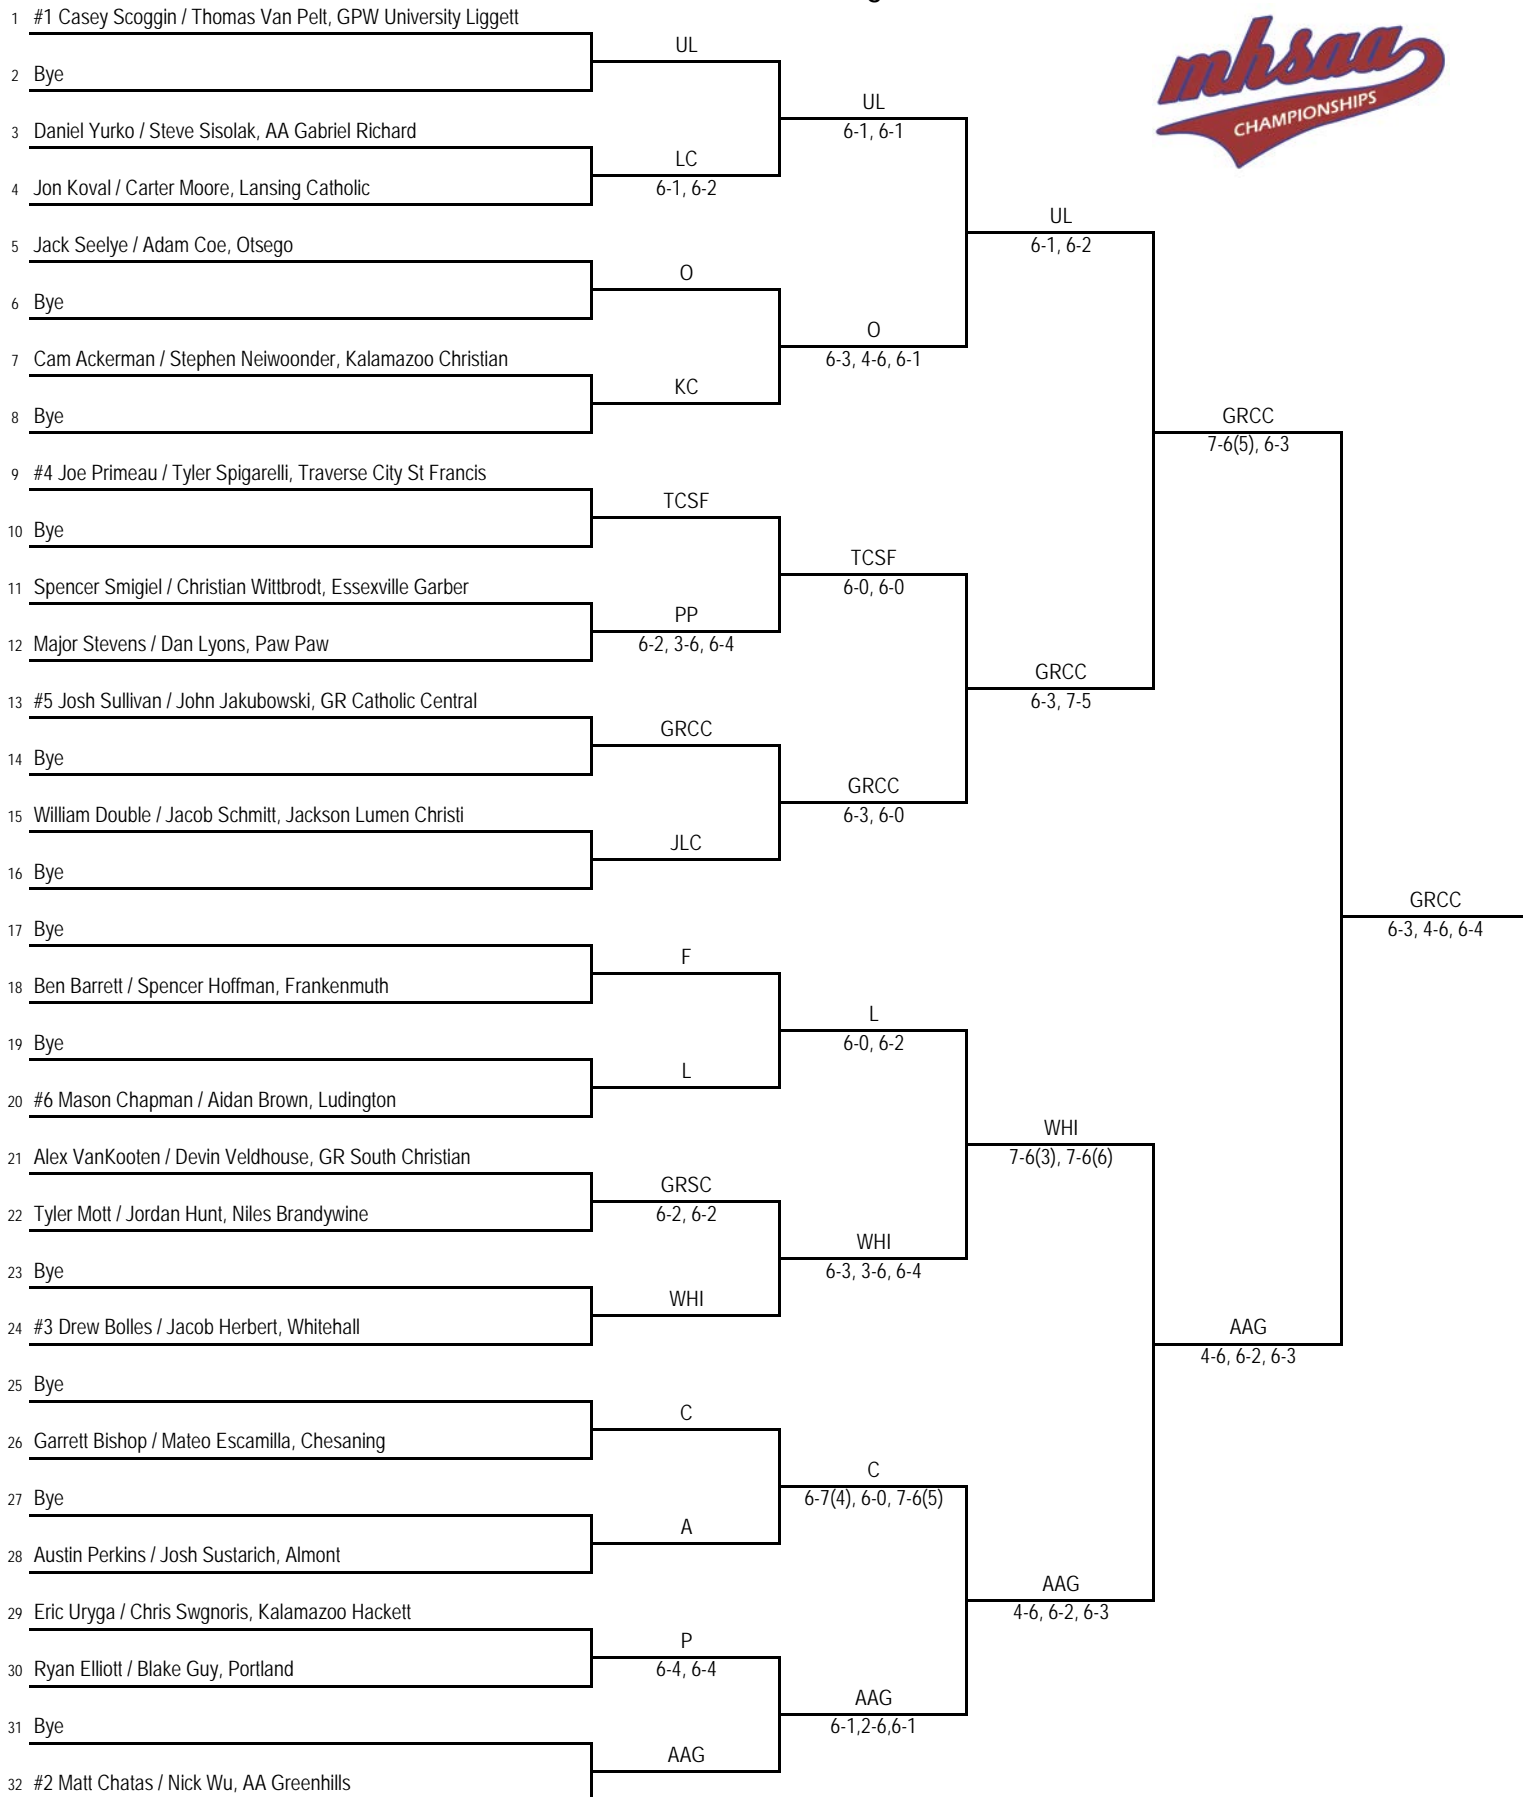 1 #1 Casey Scoggin / Thomas Van Pelt, GPW University Liggett
mhsaa
CHAMPIONSHIPS
UL
2 Bye
UL
6-1, 6-1
3 Daniel Yurko / Steve Sisolak, AA Gabriel Richard
LC
6-1, 6-2
4 Jon Koval / Carter Moore, Lansing Catholic
UL
6-1, 6-2
5 Jack Seelye / Adam Coe, Otsego
O
6 Bye
O
6-3, 4-6, 6-1
7 Cam Ackerman / Stephen Neiwoonder, Kalamazoo Christian
KC
8 Bye
GRCC
7-6(5), 6-3
9 #4 Joe Primeau / Tyler Spigarelli, Traverse City St Francis
TCSF
10 Bye
TCSF
6-0, 6-0
11 Spencer Smigiel / Christian Wittbrodt, Essexville Garber
PP
6-2, 3-6, 6-4
12 Major Stevens / Dan Lyons, Paw Paw
GRCC
6-3, 7-5
13 #5 Josh Sullivan / John Jakubowski, GR Catholic Central
GRCC
14 Bye
GRCC
6-3, 6-0
15 William Double / Jacob Schmitt, Jackson Lumen Christi
JLC
16 Bye
GRCC
6-3, 4-6, 6-4
17 Bye
F
18 Ben Barrett / Spencer Hoffman, Frankenmuth
L
6-0, 6-2
19 Bye
L
20 #6 Mason Chapman / Aidan Brown, Ludington
WHI
7-6(3), 7-6(6)
21 Alex VanKooten / Devin Veldhouse, GR South Christian
GRSC
6-2, 6-2
22 Tyler Mott / Jordan Hunt, Niles Brandywine
WHI
6-3, 3-6, 6-4
23 Bye
WHI
24 #3 Drew Bolles / Jacob Herbert, Whitehall
AAG
4-6, 6-2, 6-3
25 Bye
C
26 Garrett Bishop / Mateo Escamilla, Chesaning
C
6-7(4), 6-0, 7-6(5)
27 Bye
A
28 Austin Perkins / Josh Sustarich, Almont
AAG
4-6, 6-2, 6-3
29 Eric Uryga / Chris Swgnoris, Kalamazoo Hackett
P
6-4, 6-4
30 Ryan Elliott / Blake Guy, Portland
AAG
6-1,2-6,6-1
31 Bye
AAG
32 #2 Matt Chatas / Nick Wu, AA Greenhills